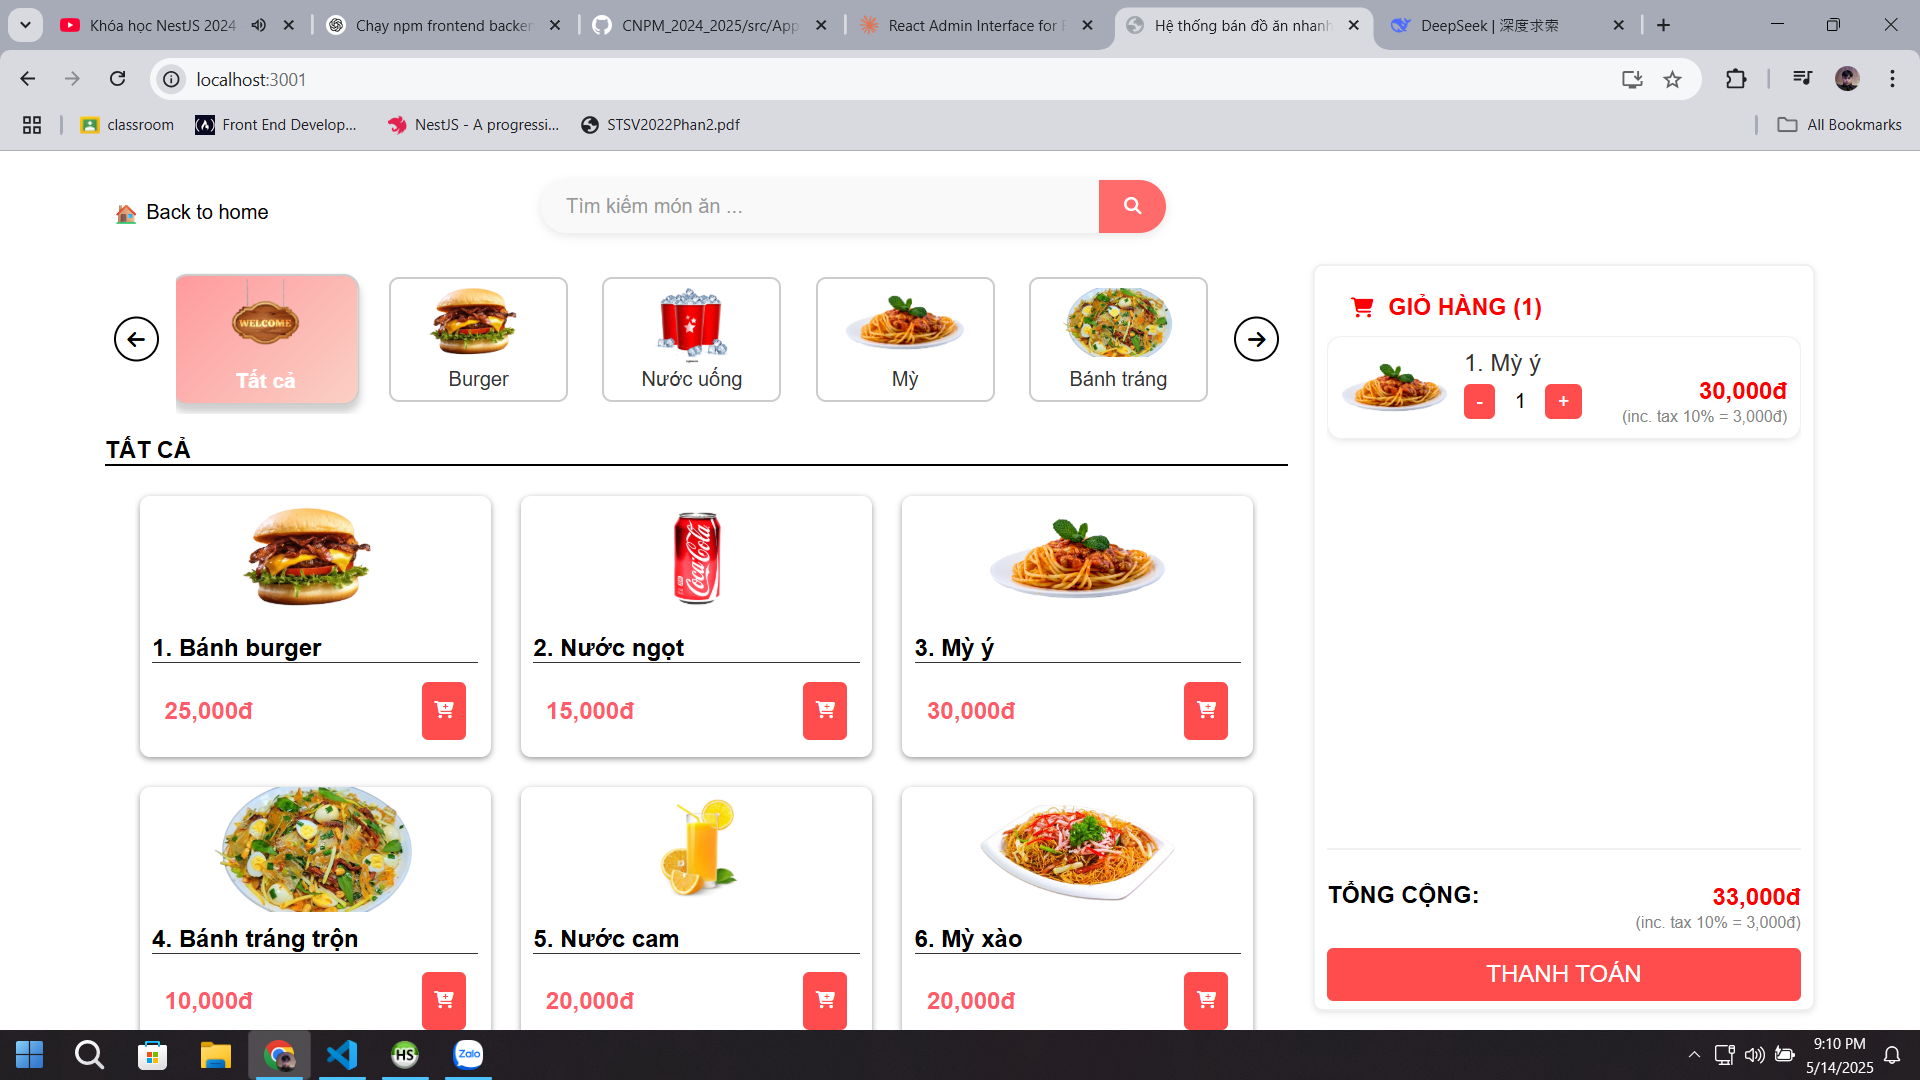 Khóa học NestJS 2024
Chạy npm frontend backen
CNPM_2024_2025/src/App
React Admin Interface for F
Hệ thống bán đồ ăn nhanh
DeepSeek | 深度求索
localhost:3001
classroom
Front End Develop...
NestJS - A progressi...
STSV2022Phan2.pdf
All Bookmarks
Back to home
Tìm kiếm món ăn ...
WELCOME
Tất cả
Burger
Nước uống
Mỳ
Bánh tráng
GIỎ HÀNG (1)
1. Mỳ ý
- 1 +
30,000đ
(inc. tax 10% = 3,000đ)
TẤT CẢ
Coca-Cola
1. Bánh burger
2. Nước ngọt
3. Mỳ ý
25,000đ
15,000đ
30,000đ
4. Bánh tráng trộn
5. Nước cam
6. Mỳ xào
10,000đ
20,000đ
20,000đ
TỔNG CỘNG:
33,000đ
(inc. tax 10% = 3,000đ)
THANH TOÁN
HS
Zalo
9:10 PM
5/14/2025